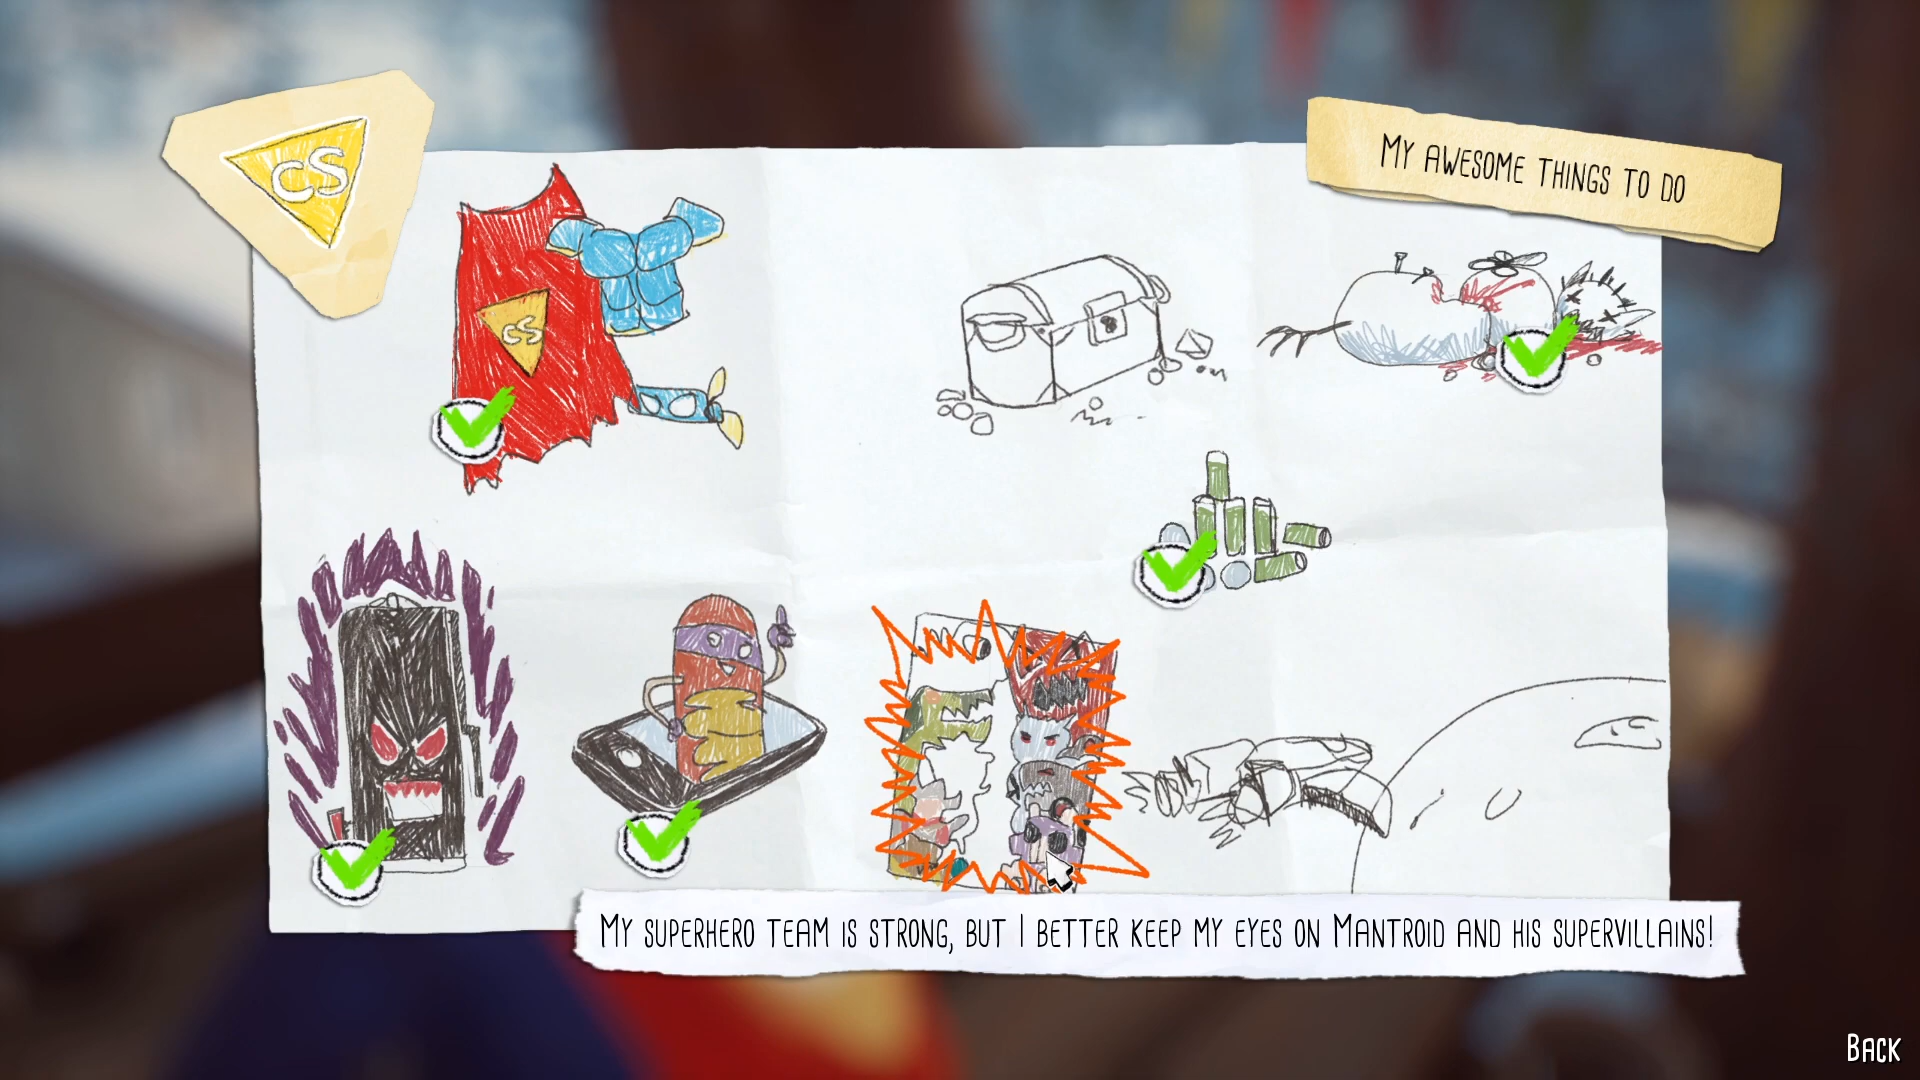 CS
MY AWESOME THINGS TO DO
CS
MY SUPERHERO TEAM IS STRONG, BUT I BETTER KEEP MY EYES ON MANTROID AND HIS SUPERVILLAINS!
BACK